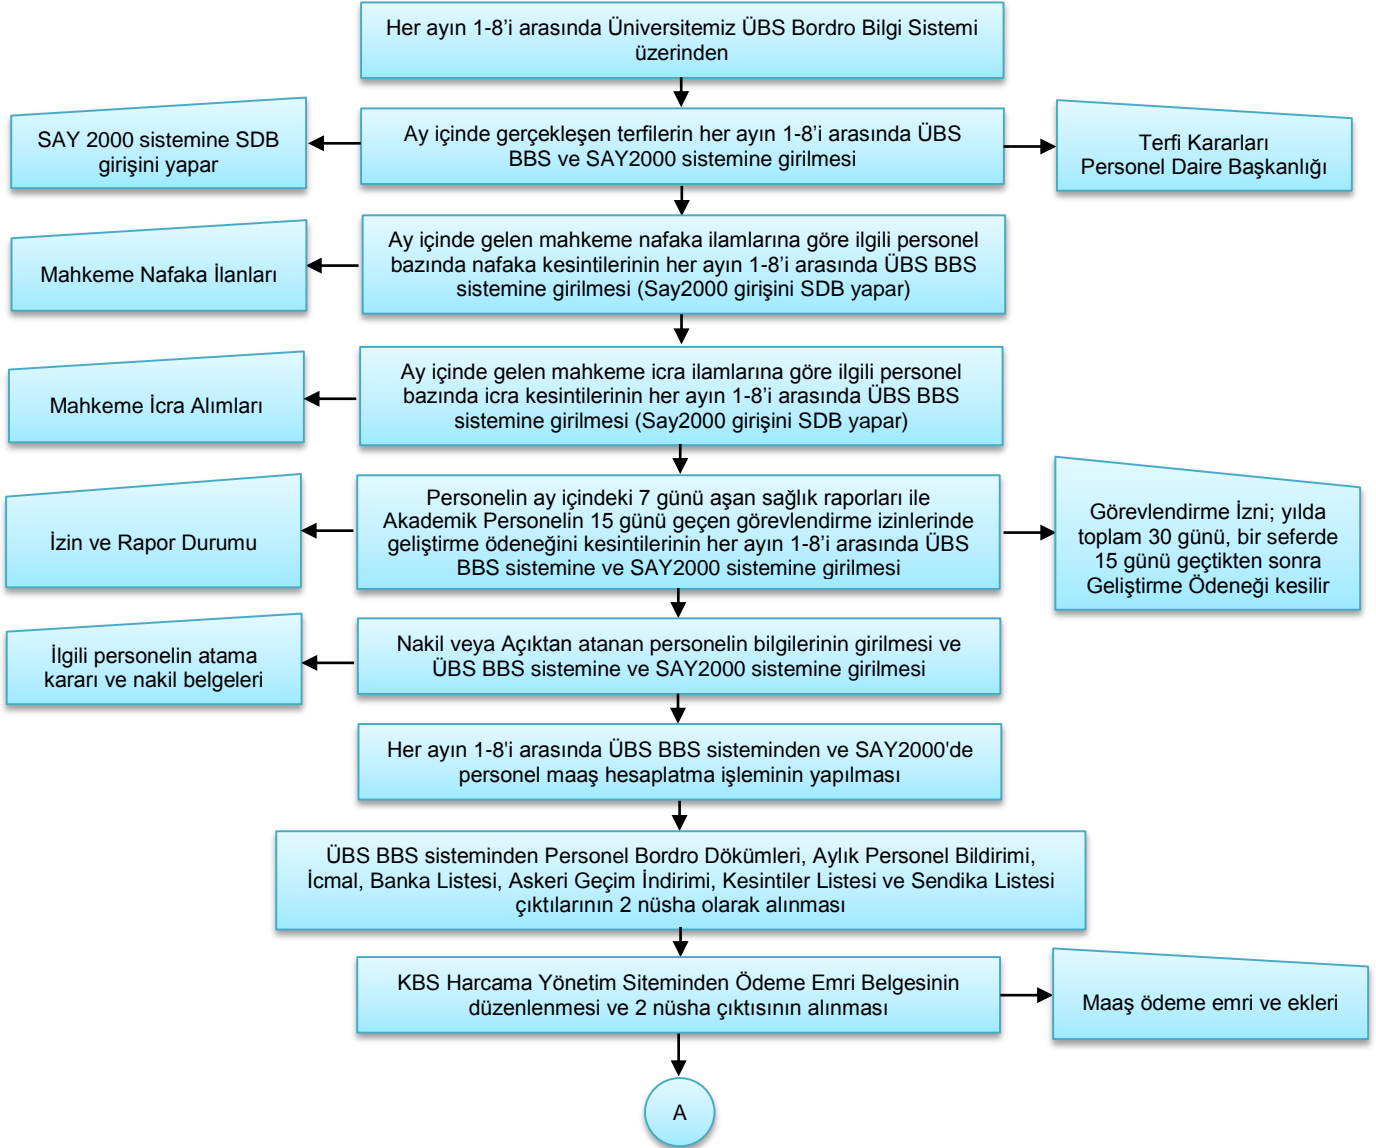 Her ayın 1-8’i arasında Üniversitemiz ÜBS Bordro Bilgi Sistemi
üzerinden
SAY 2000 sistemine SDB
girişini yapar
Ay içinde gerçekleşen terfilerin her ayın 1-8’i arasında ÜBS
BBS ve SAY2000 sistemine girilmesi
Terfi Kararları
Personel Daire Başkanlığı
Mahkeme Nafaka İlanları
Ay içinde gelen mahkeme nafaka ilamlarına göre ilgili personel
bazında nafaka kesintilerinin her ayın 1-8’i arasında ÜBS BBS
sistemine girilmesi (Say2000 girişini SDB yapar)
Mahkeme İcra Alımları
Ay içinde gelen mahkeme icra ilamlarına göre ilgili personel
bazında icra kesintilerinin her ayın 1-8’i arasında ÜBS BBS
sistemine girilmesi (Say2000 girişini SDB yapar)
İzin ve Rapor Durumu
Personelin ay içindeki 7 günü aşan sağlık raporları ile
Akademik Personelin 15 günü geçen görevlendirme izinlerinde
geliştirme ödeneğini kesintilerinin her ayın 1-8’i arasında ÜBS
BBS sistemine ve SAY2000 sistemine girilmesi
Görevlendirme İzni; yılda
toplam 30 günü, bir seferde
15 günü geçtikten sonra
Geliştirme Ödeneği kesilir
İlgili personelin atama
kararı ve nakil belgeleri
Nakil veya Açıktan atanan personelin bilgilerinin girilmesi ve
ÜBS BBS sistemine ve SAY2000 sistemine girilmesi
Her ayın 1-8'i arasında ÜBS BBS sisteminden ve SAY2000'de
personel maaş hesaplatma işleminin yapılması
ÜBS BBS sisteminden Personel Bordro Dökümleri, Aylık Personel Bildirimi,
İcmal, Banka Listesi, Askeri Geçim İndirimi, Kesintiler Listesi ve Sendika Listesi
çıktılarının 2 nüsha olarak alınması
KBS Harcama Yönetim Siteminden Ödeme Emri Belgesinin
düzenlenmesi ve 2 nüsha çıktısının alınması
Maaş ödeme emri ve ekleri
A